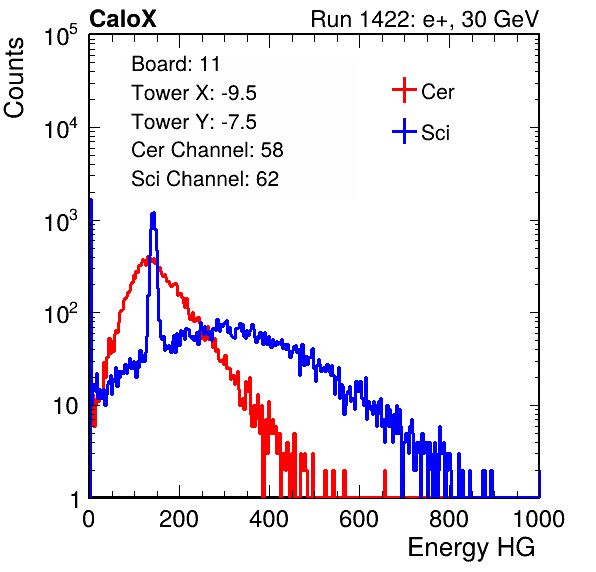 CaloX
Run 1422: e+, 30 GeV
Counts
Board: 11
Tower X: -9.5
Tower Y: -7.5
Cer Channel: 58
Sci Channel: 62
Cer
Sci
10^5
10^4
10^3
10^2
10
1
0
200
400
600
800
1000
Energy HG